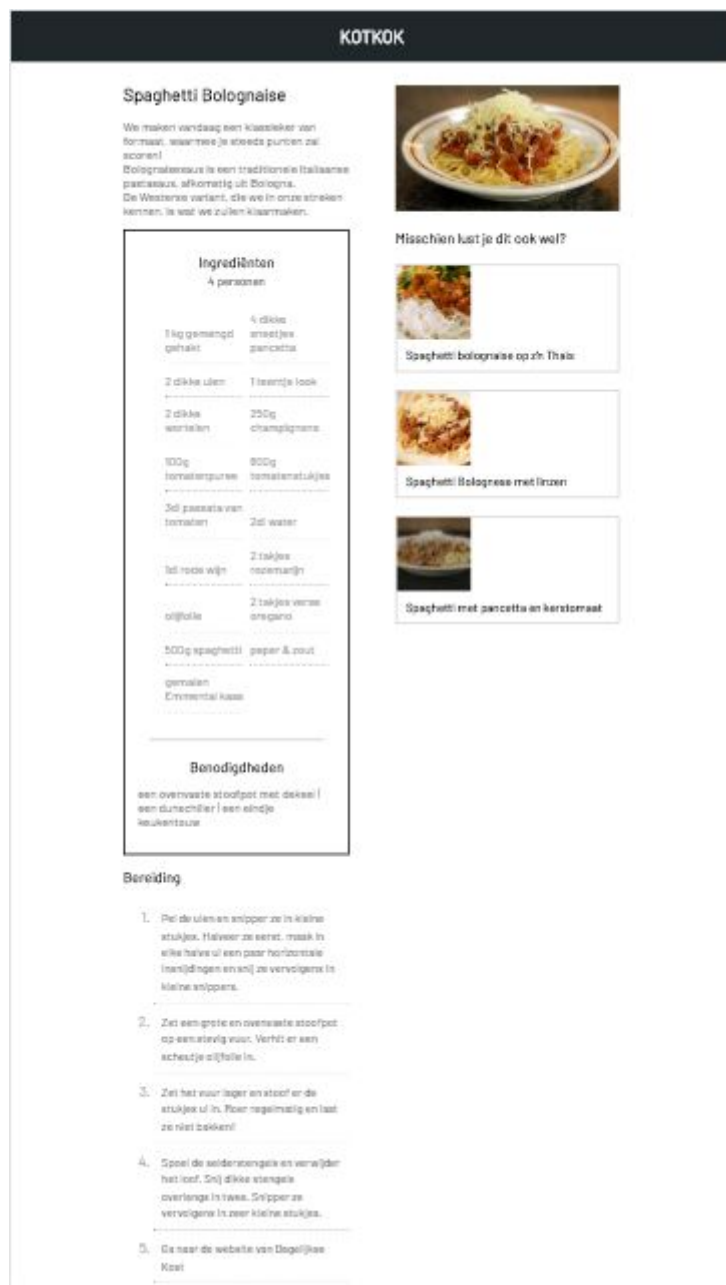 KOTKOK
Spaghetti Bolognaise
We maken vandaag een klassieker van
formaat, waarmee je steeds punten zal
scoren!
Bolognaisesaus is een traditionele Italiaanse
pastasaus, afkomstig uit Bologna.
De Westerse variant, die we in onze streken
kennen, is wat we zullen klaarmaken.
Ingrediënten
4 personen
1 kg gemengd
gehakt
4 dikke
sneetjes
pancetta
2 dikke uien
1 teentje look
2 dikke
wortelen
250g
champignons
100g
tomatenpuree
800g
tomatenstukjes
3dl passata van
tomaten
2dl water
1dl rode wijn
2 takjes
rozemarijn
olijfolie
2 takjes verse
oregano
500g spaghetti
peper & zout
gemalen
Emmental kaas
Benodigdheden
een ovenvaste stoofpot met deksel |
een dunschiller | een eindje
keukentouw
Bereiding
1. Pel de uien en snipper ze in kleine
stukjes. Halveer ze eerst, maak in
elke halve ui een paar horizontale
insnijdingen en snij ze vervolgens in
kleine snippers.
2. Zet een grote en ovenvaste stoofpot
op een stevig vuur. Verhit er een
scheutje olijfolie in.
3. Zet het vuur lager en stoof er de
stukjes ui in. Roer regelmatig en laat
ze niet bakken!
4. Spoel de selderstengels en verwijder
het loof. Snij dikke stengels
overlangs in twee. Snipper ze
vervolgens in zeer kleine stukjes.
5. Ga naar de website van Dagelijkse
Kost
Misschien lust je dit ook wel?
Spaghetti bolognaise op z'n Thais
Spaghetti Bolognese met linzen
Spaghetti met pancetta en kerstomaat